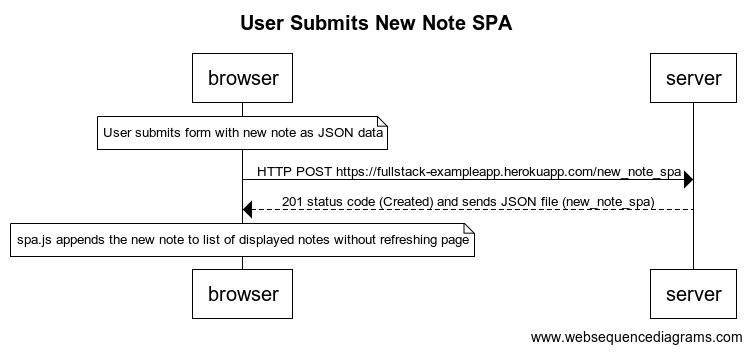 User Submits New Note SPA
browser
server
User submits form with new note as JSON data
HTTP POST https://fullstack-exampleapp.herokuapp.com/new_note_spa
201 status code (Created) and sends JSON file (new_note_spa)
spa.js appends the new note to list of displayed notes without refreshing page
browser
server
www.websequencediagrams.com